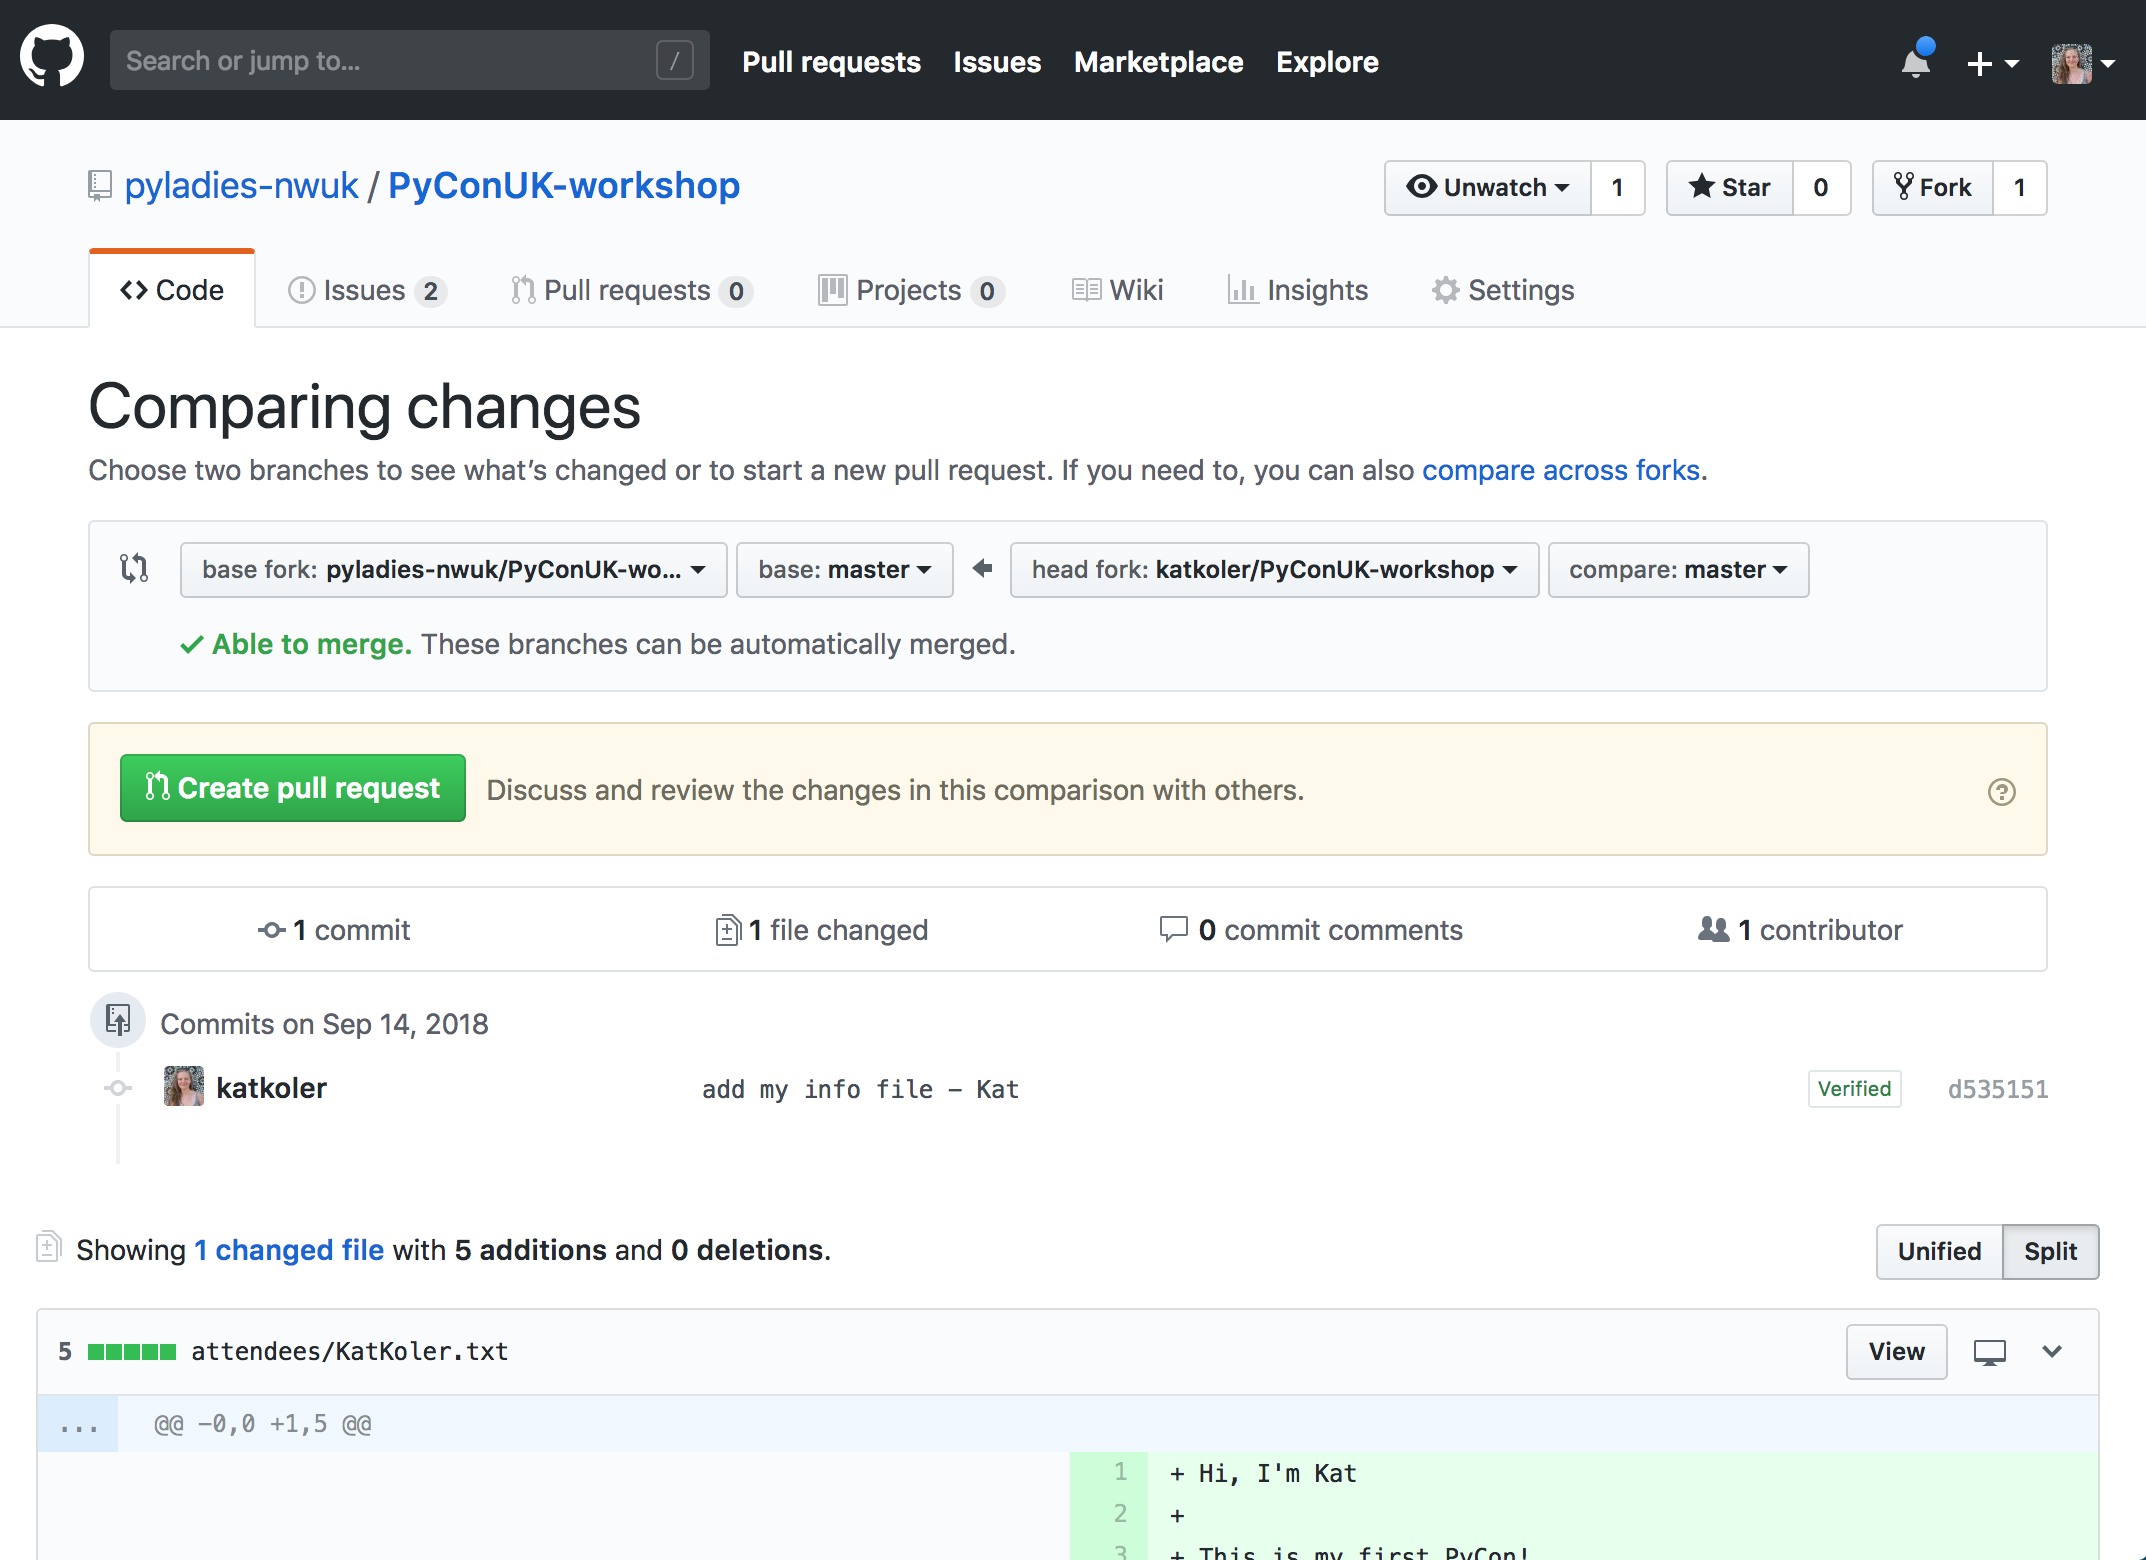 Search or jump to... / Pull requests Issues Marketplace Explore
pyladies-nwuk / PyConUK-workshop Unwatch 1 Star 0 Fork 1
Code Issues 2 Pull requests 0 Projects 0 Wiki Insights Settings
Comparing changes
Choose two branches to see what’s changed or to start a new pull request. If you need to, you can also compare across forks.
base fork: pyladies-nwuk/PyConUK-wo... base: master head fork: katkoler/PyConUK-workshop compare: master
Able to merge. These branches can be automatically merged.
Create pull request Discuss and review the changes in this comparison with others.
1 commit 1 file changed 0 commit comments 1 contributor
Commits on Sep 14, 2018
katkoler add my info file – Kat Verified d535151
Showing 1 changed file with 5 additions and 0 deletions. Unified Split
5 attendees/KatKoler.txt View
... @@ -0,0 +1,5 @@
1 + Hi, I'm Kat
2 +
3 + This is my first PyCon!